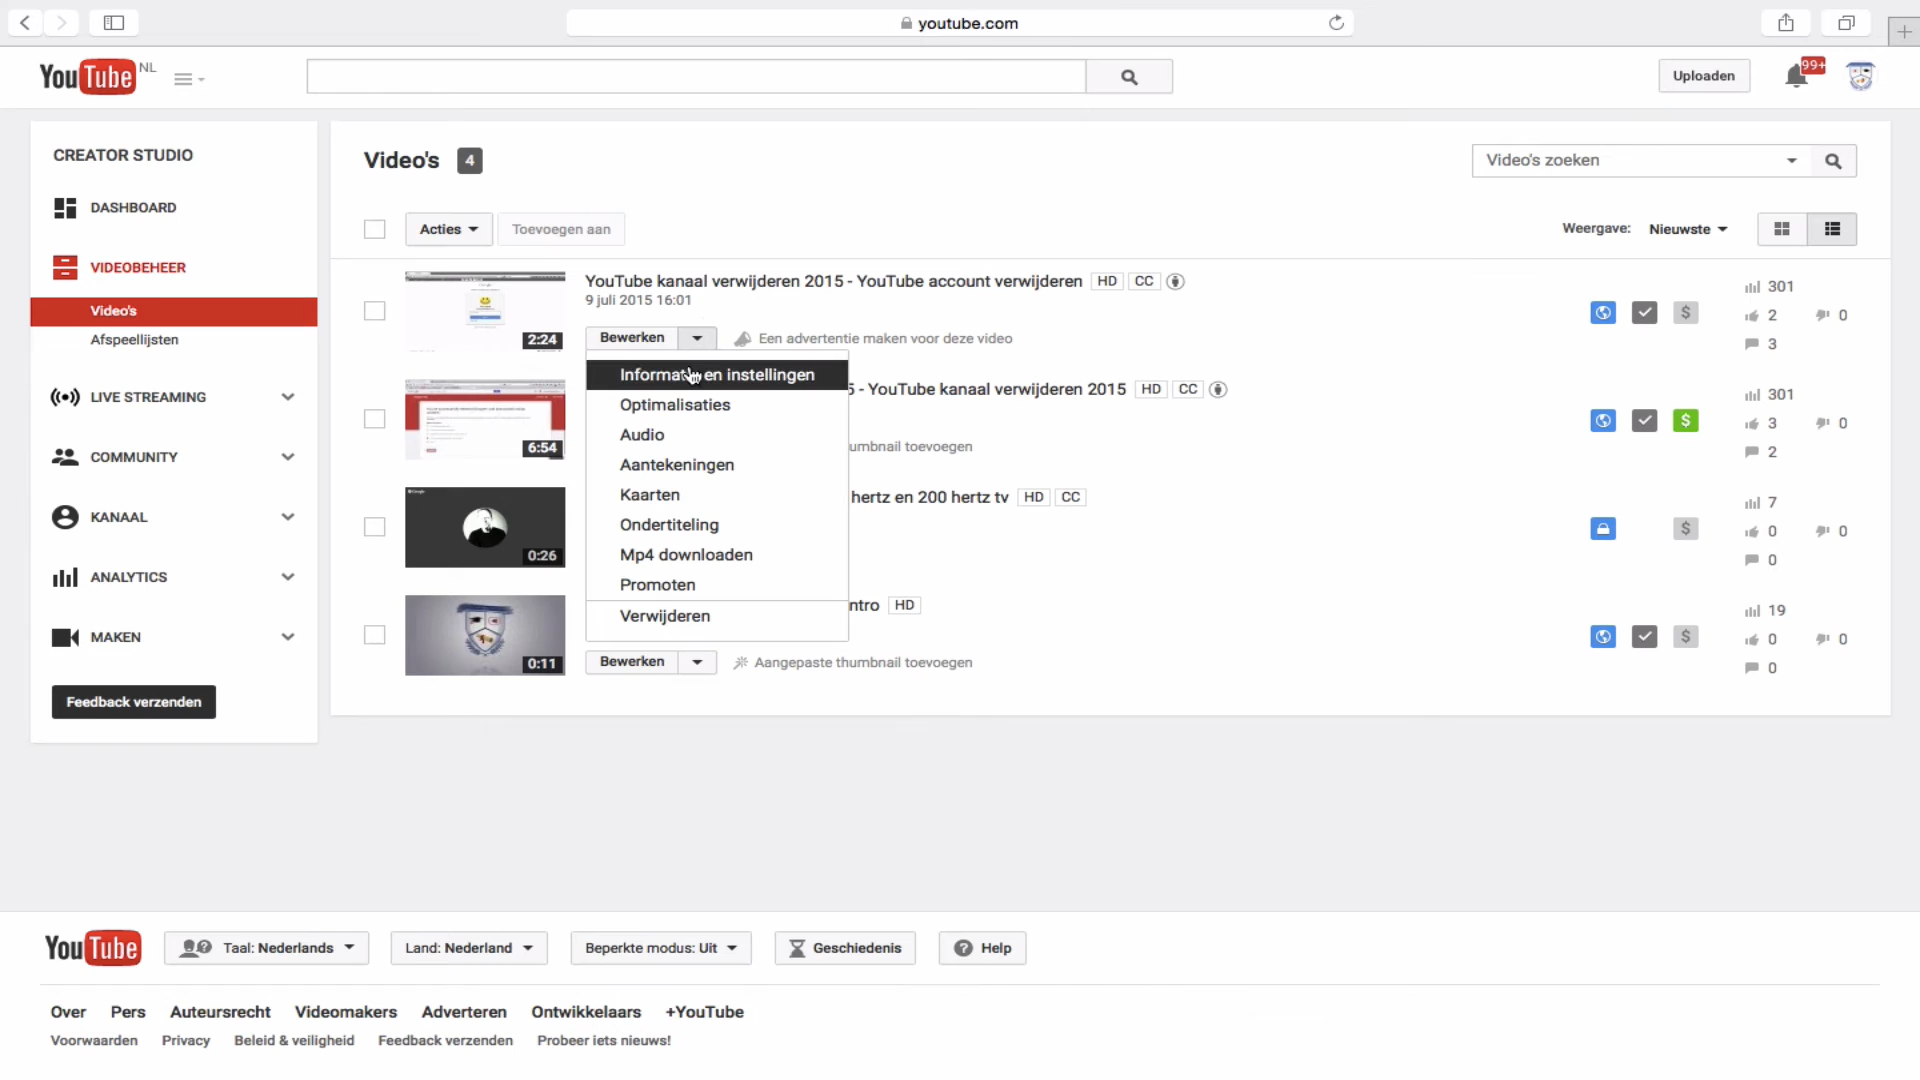 youtube.com
YouTube NL
Uploaden
99+
CREATOR STUDIO
DASHBOARD
VIDEOBEHEER
Video's
Afspeellijsten
LIVE STREAMING
COMMUNITY
KANAAL
ANALYTICS
MAKEN
Feedback verzenden
Video's 4
Video's zoeken
Acties
Toevoegen aan
Weergave: Nieuwste
YouTube kanaal verwijderen 2015 - YouTube account verwijderen HD CC
9 juli 2015 16:01
2:24
Bewerken
Een advertentie maken voor deze video
301
2 0
3
Informatie en instellingen
Optimalisaties
Audio
Aantekeningen
Kaarten
Ondertiteling
Mp4 downloaden
Promoten
Verwijderen
- YouTube kanaal verwijderen 2015 HD CC
6:54
umbnail toevoegen
$
301
3 0
2
hertz en 200 hertz tv HD CC
0:26
$
7
0 0
0
ntro HD
0:11
Bewerken
Aangepaste thumbnail toevoegen
$
19
0 0
0
YouTube
Taal: Nederlands
Land: Nederland
Beperkte modus: Uit
Geschiedenis
Help
Over Pers Auteursrecht Videomakers Adverteren Ontwikkelaars +YouTube
Voorwaarden Privacy Beleid & veiligheid Feedback verzenden Probeer iets nieuws!